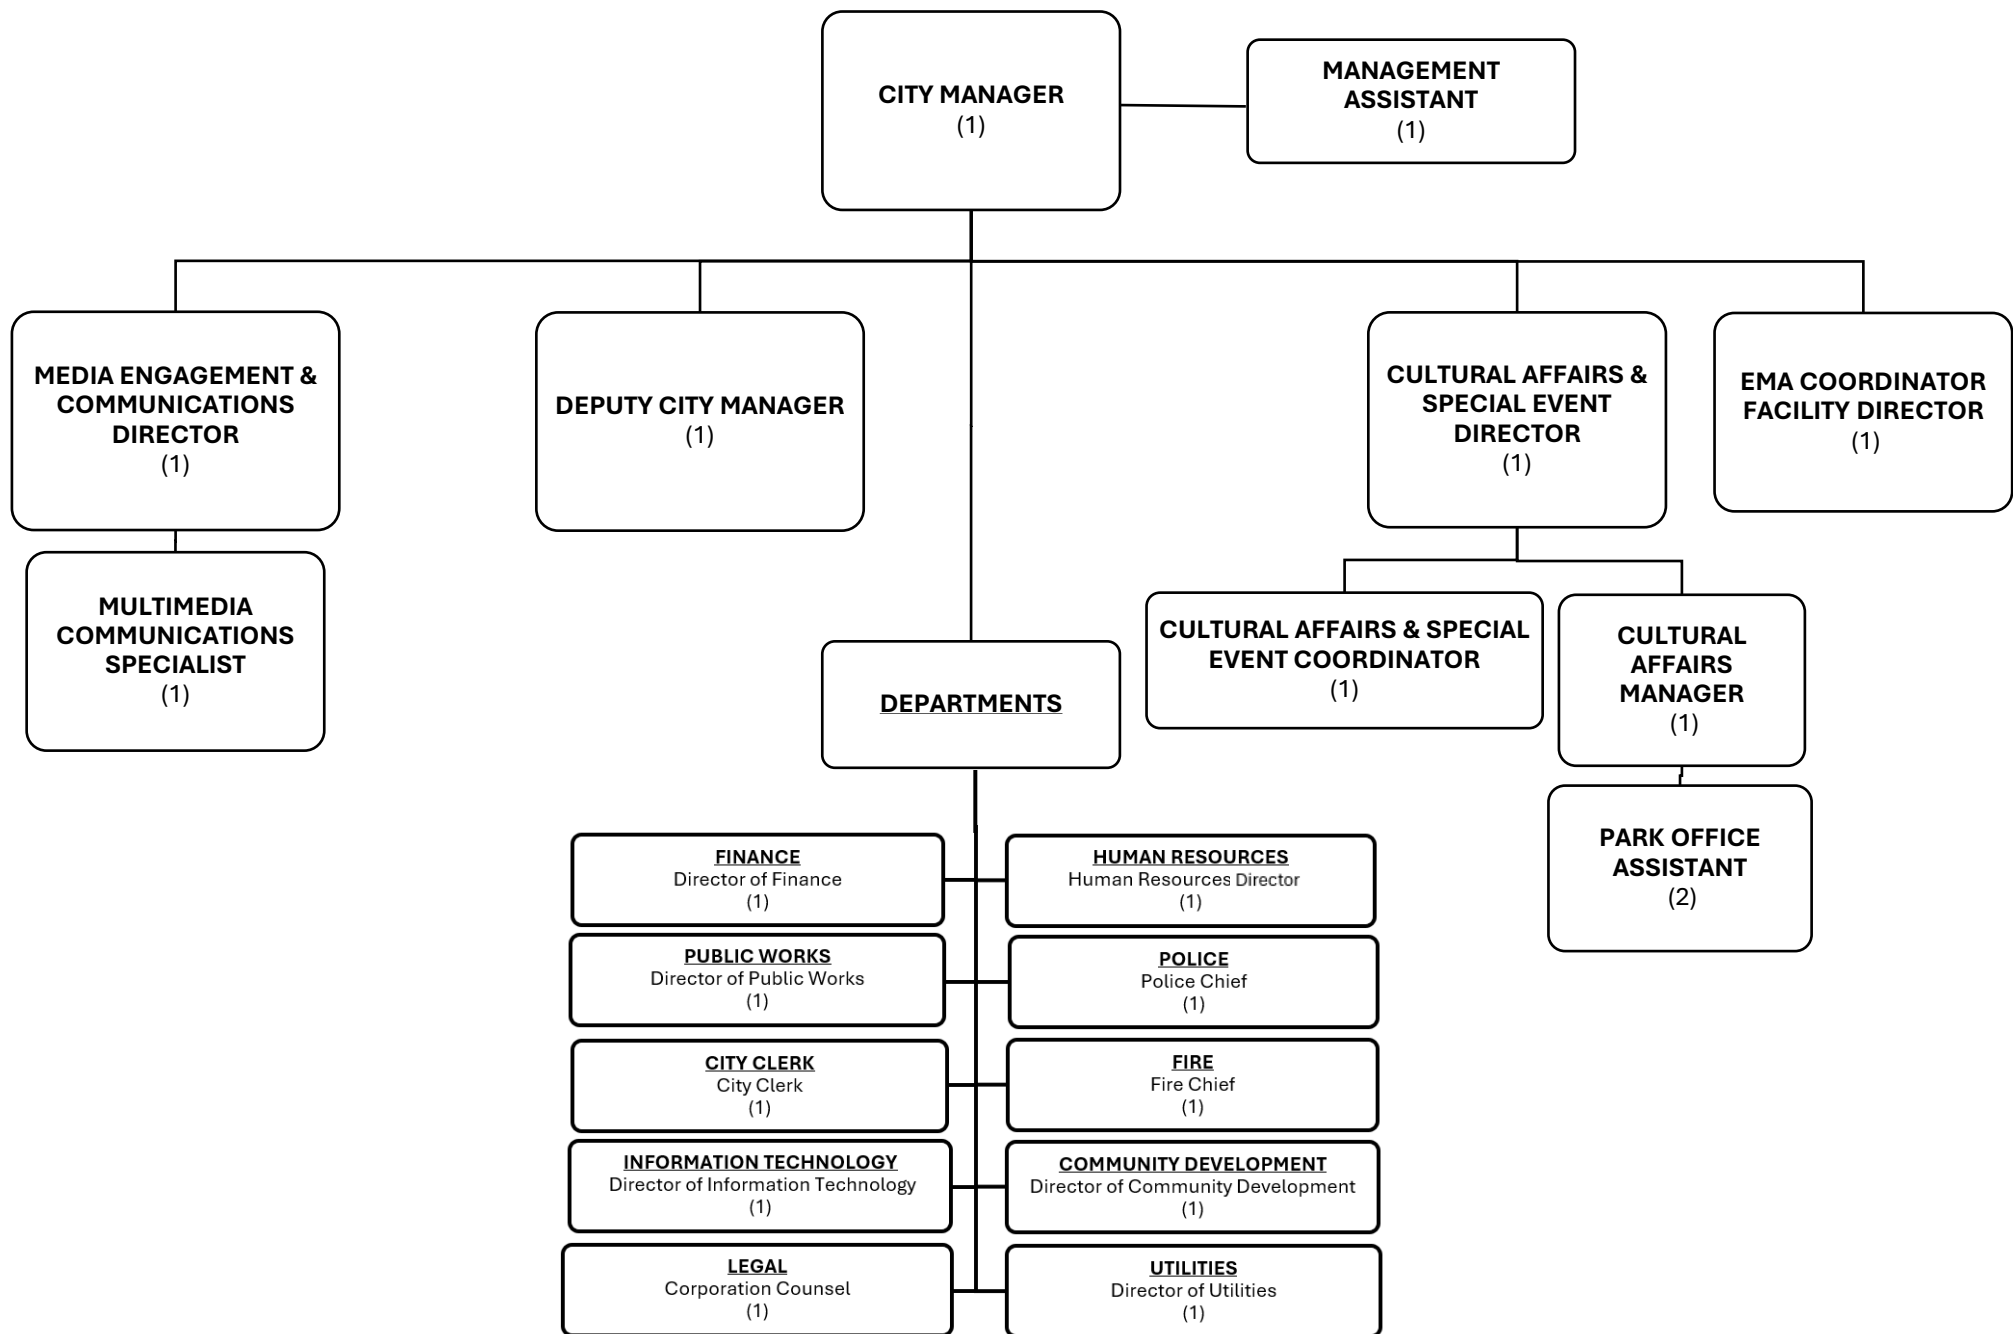 CITY MANAGER
(1)
MANAGEMENT
ASSISTANT
(1)
MEDIA ENGAGEMENT &
COMMUNICATIONS
DIRECTOR
(1)
DEPUTY CITY MANAGER
(1)
CULTURAL AFFAIRS &
SPECIAL EVENT
DIRECTOR
(1)
EMA COORDINATOR
FACILITY DIRECTOR
(1)
MULTIMEDIA
COMMUNICATIONS
SPECIALIST
(1)
DEPARTMENTS
CULTURAL AFFAIRS & SPECIAL
EVENT COORDINATOR
(1)
CULTURAL
AFFAIRS
MANAGER
(1)
PARK OFFICE
ASSISTANT
(2)
FINANCE
Director of Finance
(1)
HUMAN RESOURCES
Human Resources Director
(1)
PUBLIC WORKS
Director of Public Works
(1)
POLICE
Police Chief
(1)
CITY CLERK
City Clerk
(1)
FIRE
Fire Chief
(1)
INFORMATION TECHNOLOGY
Director of Information Technology
(1)
COMMUNITY DEVELOPMENT
Director of Community Development
(1)
LEGAL
Corporation Counsel
(1)
UTILITIES
Director of Utilities
(1)